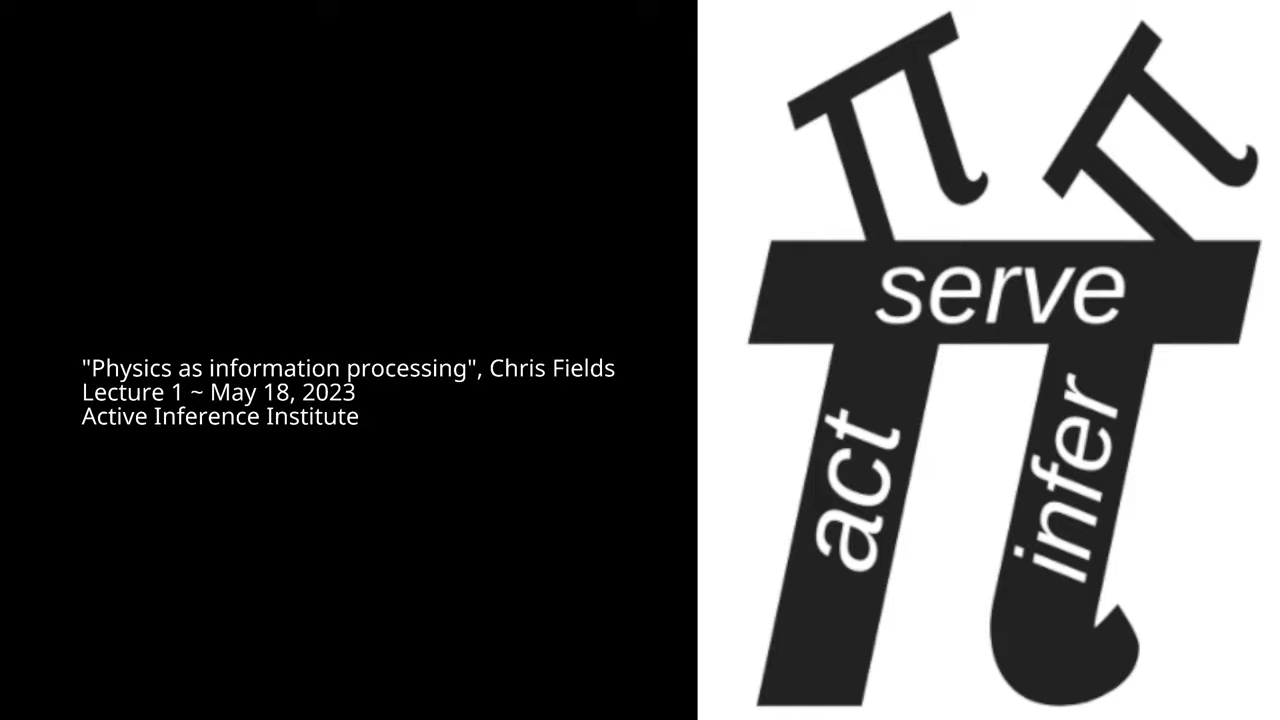 "Physics as information processing", Chris Fields
Lecture 1 ~ May 18, 2023
Active Inference Institute
serve
act
infer